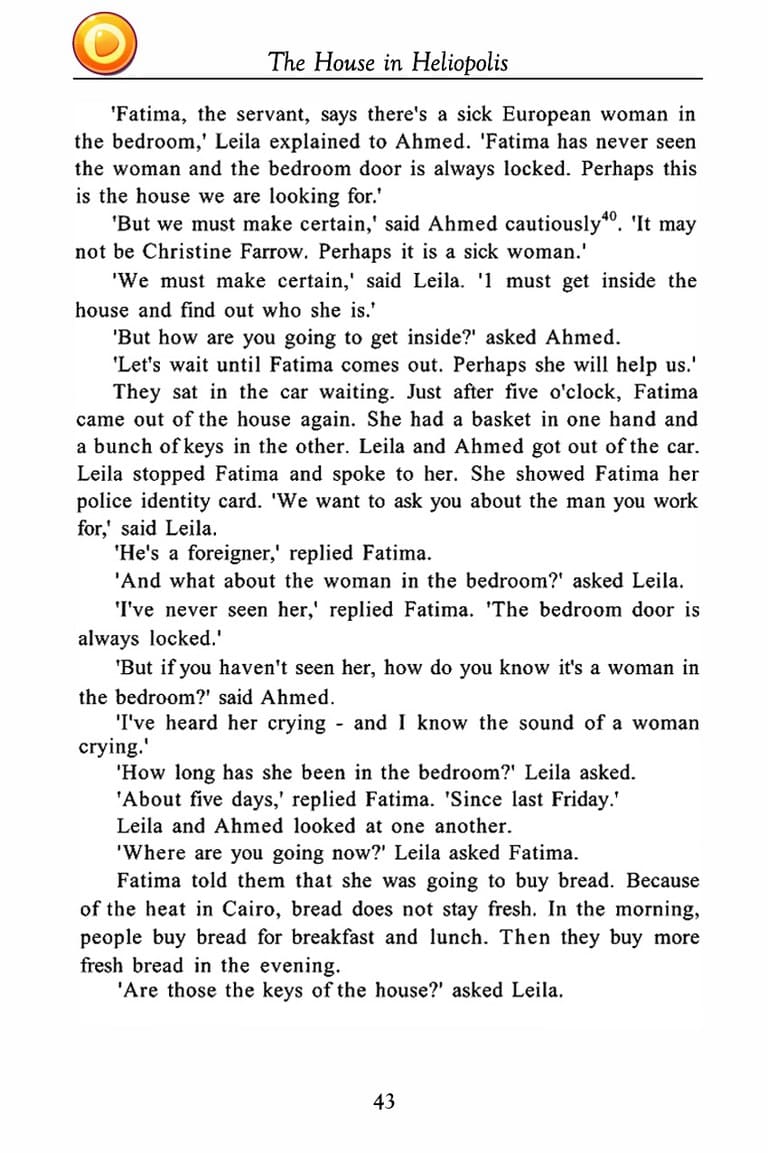 The House in Heliopolis
'Fatima, the servant, says there's a sick European woman in
the bedroom,' Leila explained to Ahmed. 'Fatima has never seen
the woman and the bedroom door is always locked. Perhaps this
is the house we are looking for.'
'But we must make certain,' said Ahmed cautiously⁴⁰. 'It may
not be Christine Farrow. Perhaps it is a sick woman.'
'We must make certain,' said Leila. '1 must get inside the
house and find out who she is.'
'But how are you going to get inside?' asked Ahmed.
'Let's wait until Fatima comes out. Perhaps she will help us.'
They sat in the car waiting. Just after five o'clock, Fatima
came out of the house again. She had a basket in one hand and
a bunch of keys in the other. Leila and Ahmed got out of the car.
Leila stopped Fatima and spoke to her. She showed Fatima her
police identity card. 'We want to ask you about the man you work
for,' said Leila.
'He's a foreigner,' replied Fatima.
'And what about the woman in the bedroom?' asked Leila.
'I've never seen her,' replied Fatima. 'The bedroom door is
always locked.'
'But if you haven't seen her, how do you know it's a woman in
the bedroom?' said Ahmed.
'I've heard her crying - and I know the sound of a woman
crying.'
'How long has she been in the bedroom?' Leila asked.
'About five days,' replied Fatima. 'Since last Friday.'
Leila and Ahmed looked at one another.
'Where are you going now?' Leila asked Fatima.
Fatima told them that she was going to buy bread. Because
of the heat in Cairo, bread does not stay fresh. In the morning,
people buy bread for breakfast and lunch. Then they buy more
fresh bread in the evening.
'Are those the keys of the house?' asked Leila.
43